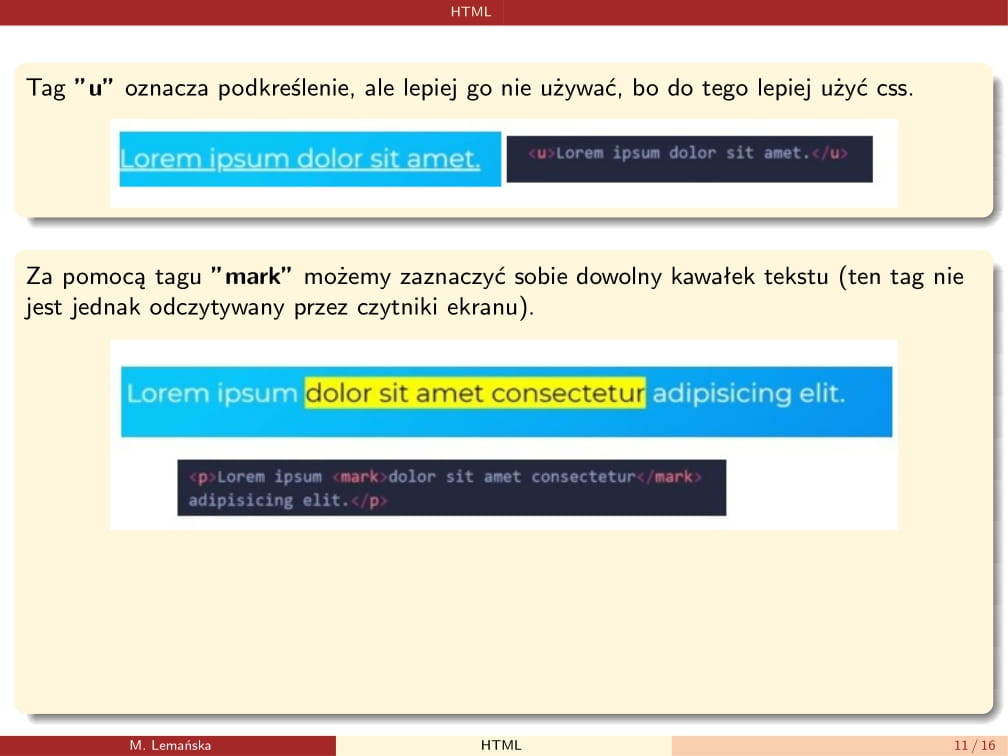 HTML
Tag ”u” oznacza podkreślenie, ale lepiej go nie używać, bo do tego lepiej użyć css.
Lorem ipsum dolor sit amet. <u>Lorem ipsum dolor sit amet.</u>
Za pomocą tagu ”mark” możemy zaznaczyć sobie dowolny kawałek tekstu (ten tag nie
jest jednak odczytywany przez czytniki ekranu).
Lorem ipsum dolor sit amet consectetur adipisicing elit.
<p>Lorem ipsum <mark>dolor sit amet consectetur</mark>
adipisicing elit.</p>
M. Lemańska HTML 11 / 16